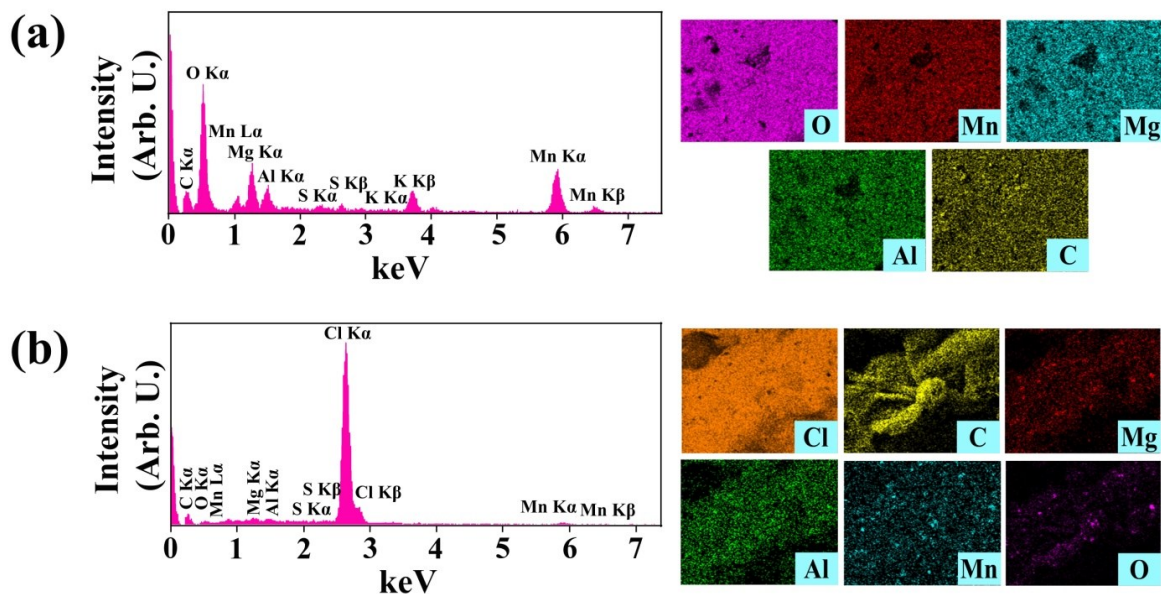 (a)
Intensity
(Arb. U.)
C Kα
O Kα
Mn Lα
Mg Kα
Al Kα
S Kα
S Kβ
K Kα
K Kβ
Mn Kα
Mn Kβ
0 1 2 3 4 5 6 7
keV
O
Mn
Mg
Al
C
(b)
Intensity
(Arb. U.)
C Kα
O Kα
Mn Lα
Mg Kα
Al Kα
S Kβ
S Kα
Cl Kα
Cl Kβ
Mn Kα
Mn Kβ
0 1 2 3 4 5 6 7
keV
Cl
C
Mg
Al
Mn
O